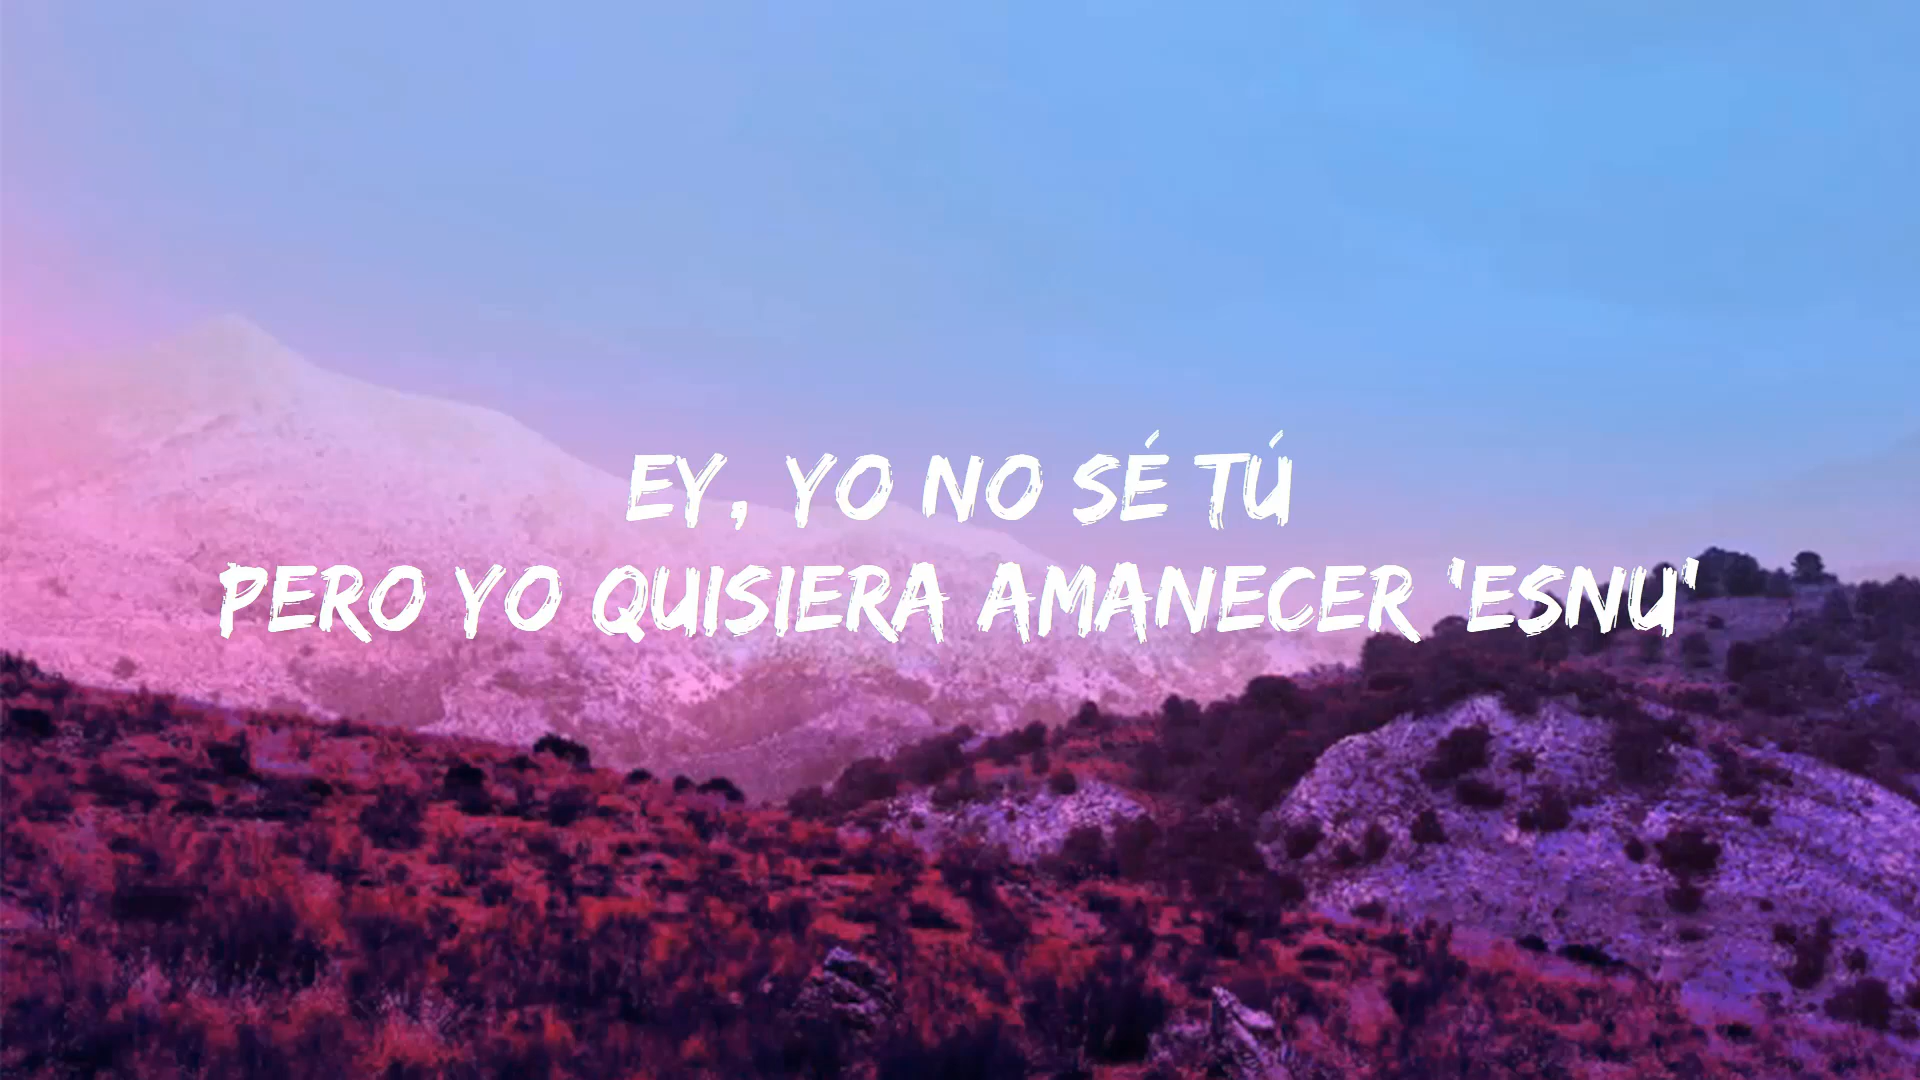 EY, YO NO SÉ TÚ
PERO YO QUISIERA AMANECER 'ESNU'